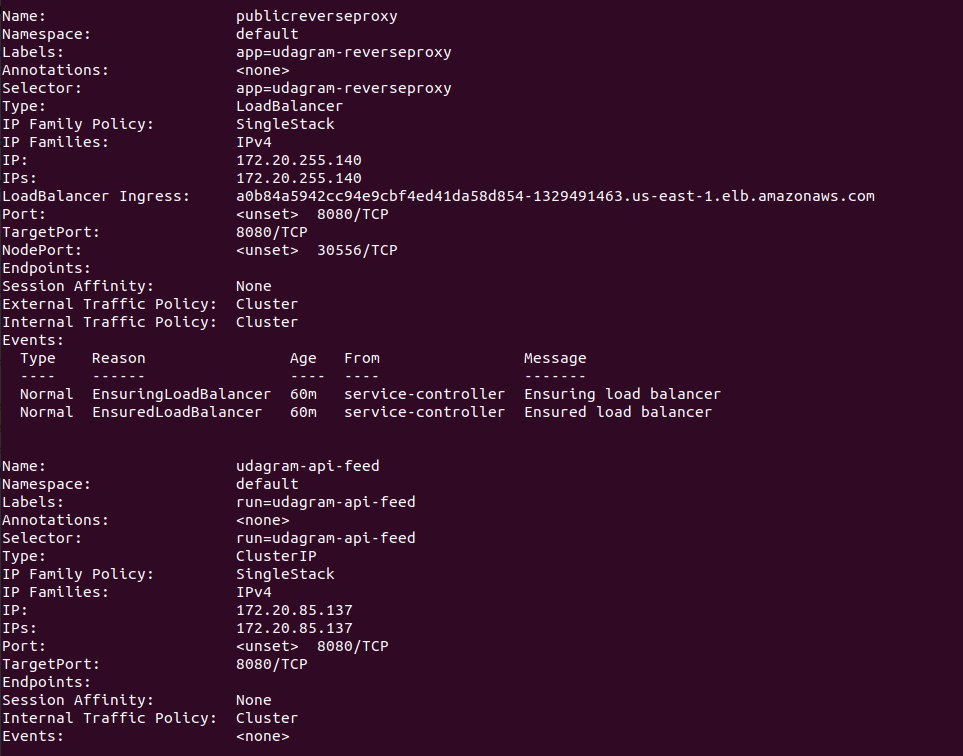 Name:                     publicreverseproxy
Namespace:                default
Labels:                   app=udagram-reverseproxy
Annotations:              <none>
Selector:                 app=udagram-reverseproxy
Type:                     LoadBalancer
IP Family Policy:         SingleStack
IP Families:              IPv4
IP:                       172.20.255.140
IPs:                      172.20.255.140
LoadBalancer Ingress:     a0b84a5942cc94e9cbf4ed41da58d854-1329491463.us-east-1.elb.amazonaws.com
Port:                     <unset>  8080/TCP
TargetPort:               8080/TCP
NodePort:                 <unset>  30556/TCP
Endpoints:
Session Affinity:         None
External Traffic Policy:  Cluster
Internal Traffic Policy:  Cluster
Events:
  Type    Reason                Age   From                Message
  ----    ------                ----  ----                -------
  Normal  EnsuringLoadBalancer  60m   service-controller  Ensuring load balancer
  Normal  EnsuredLoadBalancer   60m   service-controller  Ensured load balancer
Name:                     udagram-api-feed
Namespace:                default
Labels:                   run=udagram-api-feed
Annotations:              <none>
Selector:                 run=udagram-api-feed
Type:                     ClusterIP
IP Family Policy:         SingleStack
IP Families:              IPv4
IP:                       172.20.85.137
IPs:                      172.20.85.137
Port:                     <unset>  8080/TCP
TargetPort:               8080/TCP
Endpoints:
Session Affinity:         None
Internal Traffic Policy:  Cluster
Events:                   <none>